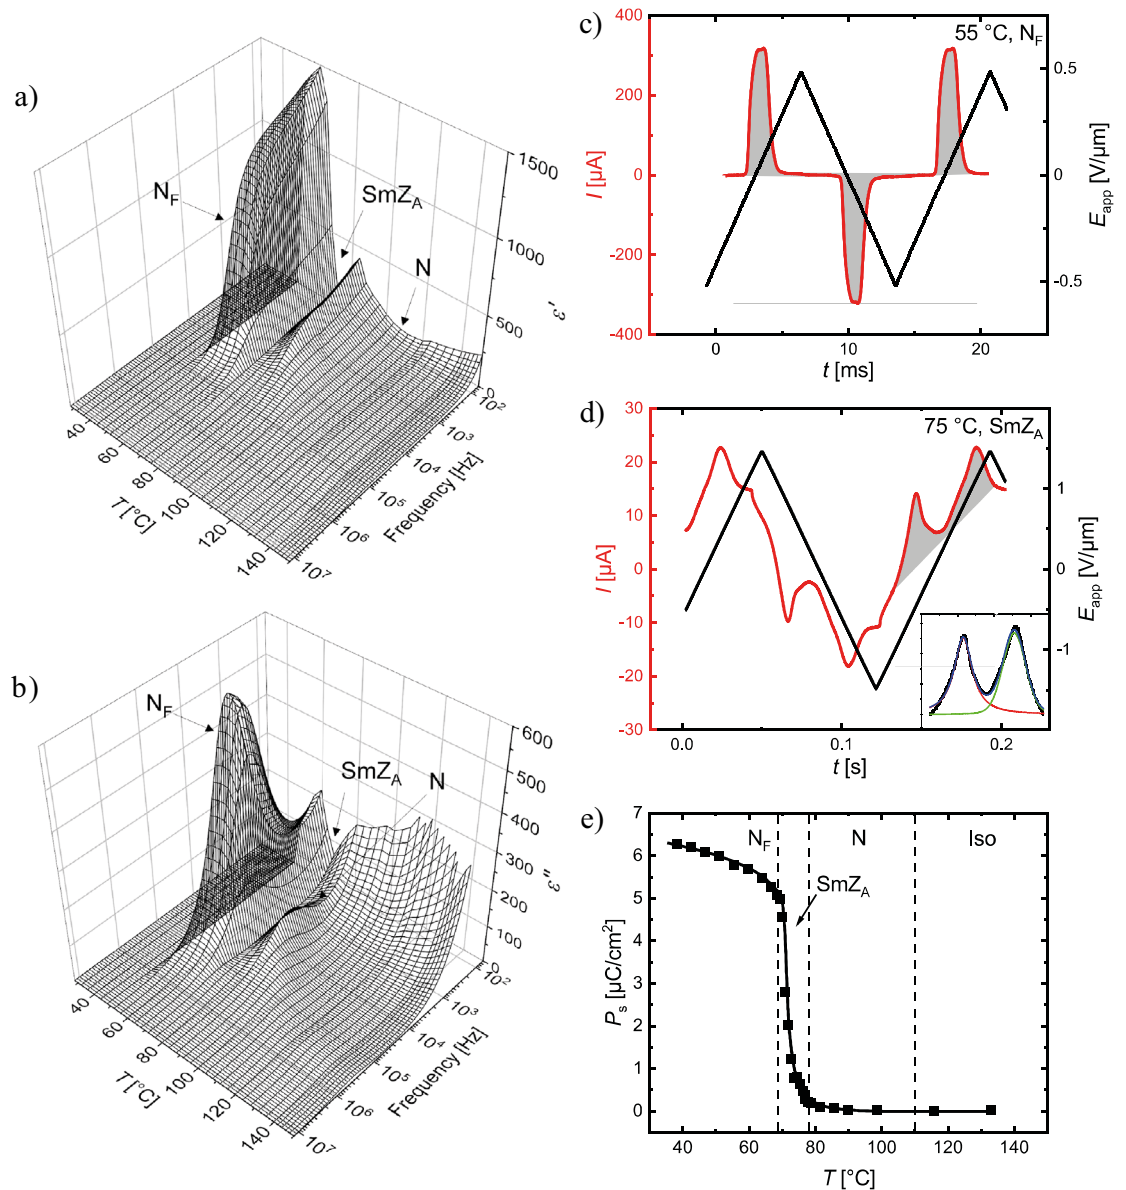 a)
N_F
SmZ_A
N
1500
1000
500
0
ε'
40
60
80
100
120
140
T [°C]
10^2
10^3
10^4
10^5
10^6
10^7
Frequency [Hz]
b)
N_F
SmZ_A
N
600
500
400
300
200
100
0
ε"
40
60
80
100
120
140
T [°C]
10^2
10^3
10^4
10^5
10^6
10^7
Frequency [Hz]
c)
55 °C, N_F
400
200
0
-200
-400
I [µA]
0.5
0
-0.5
E_app [V/µm]
0
10
20
t [ms]
d)
75 °C, SmZ_A
30
20
10
0
-10
-20
-30
I [µA]
1
0
-1
E_app [V/µm]
0.0
0.1
0.2
t [s]
e)
N_F
N
Iso
SmZ_A
7
6
5
4
3
2
1
0
P_s [µC/cm²]
40
60
80
100
120
140
T [°C]